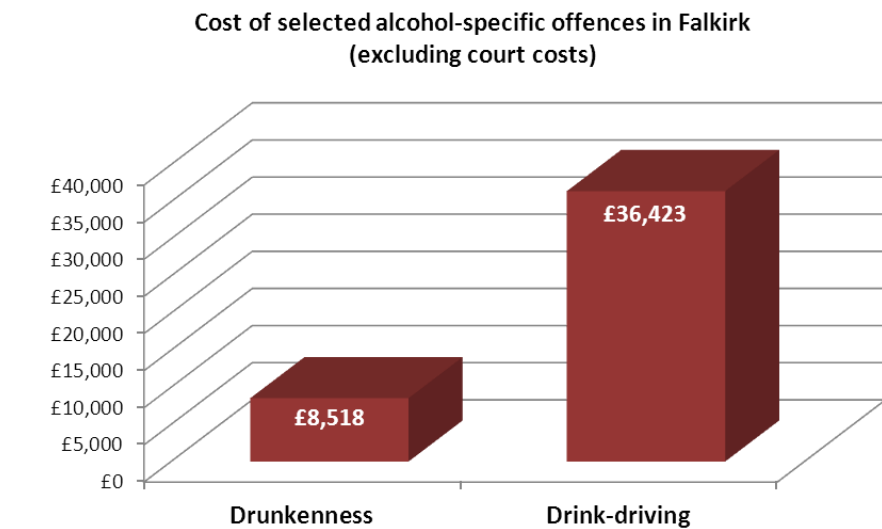 Cost of selected alcohol-specific offences in Falkirk
(excluding court costs)
£40,000
£35,000
£30,000
£25,000
£20,000
£15,000
£10,000
£5,000
£0
£8,518
£36,423
Drunkenness
Drink-driving